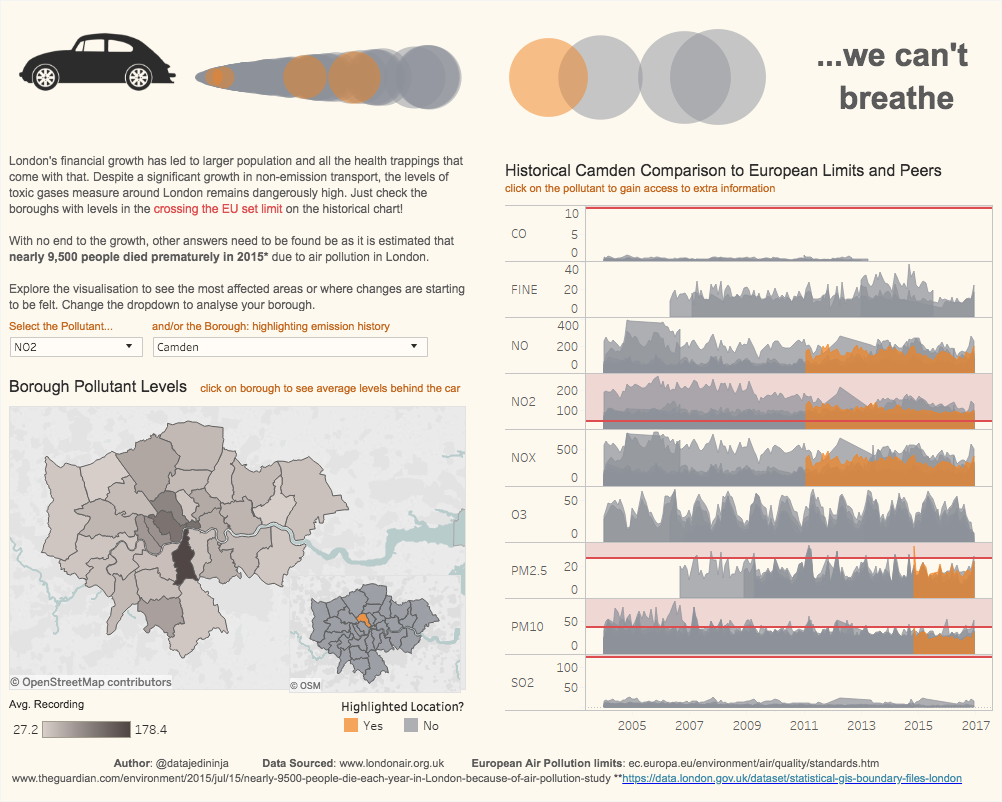 ...we can't
breathe
London's financial growth has led to larger population and all the health trappings that
come with that. Despite a significant growth in non-emission transport, the levels of
toxic gases measure around London remains dangerously high. Just check the
boroughs with levels in the crossing the EU set limit on the historical chart!
With no end to the growth, other answers need to be found be as it is estimated that
nearly 9,500 people died prematurely in 2015* due to air pollution in London.
Explore the visualisation to see the most affected areas or where changes are starting
to be felt. Change the dropdown to analyse your borough.
Select the Pollutant...
and/or the Borough: highlighting emission history
NO2
Camden
Borough Pollutant Levels
click on borough to see average levels behind the car
© OpenStreetMap contributors
© OSM
Avg. Recording
27.2
178.4
Highlighted Location?
Yes
No
Historical Camden Comparison to European Limits and Peers
click on the pollutant to gain access to extra information
CO
10
5
0
FINE
40
20
0
NO
400
200
0
NO2
200
100
NOX
500
O3
50
0
PM2.5
20
0
PM10
50
0
SO2
100
50
2005
2007
2009
2011
2013
2015
2017
Author: @datajedininja
Data Sourced: www.londonair.org.uk
European Air Pollution limits: ec.europa.eu/environment/air/quality/standards.htm
www.theguardian.com/environment/2015/jul/15/nearly-9500-people-die-each-year-in-London-because-of-air-pollution-study **https://data.london.gov.uk/dataset/statistical-gis-boundary-files-london